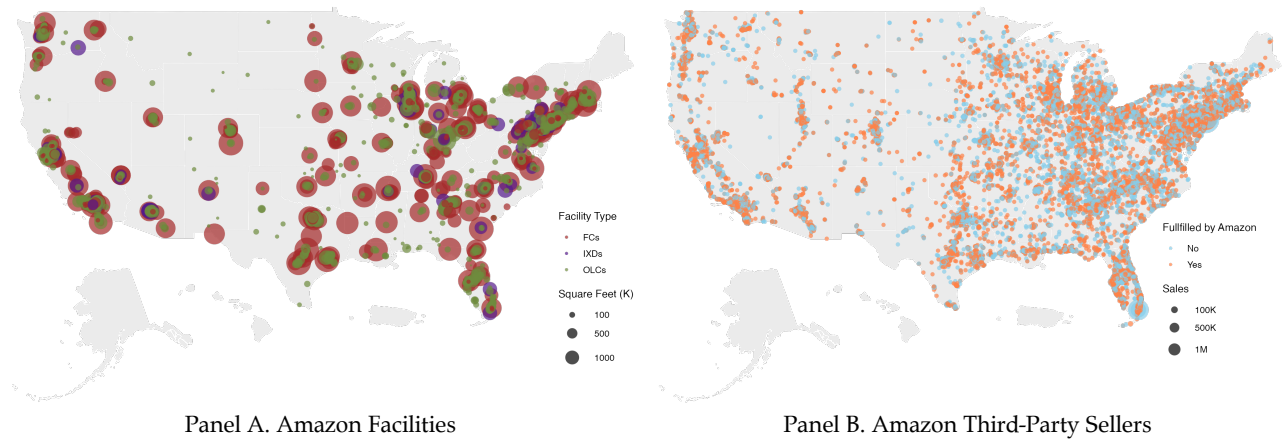 Facility Type
FCs
IXDs
OLCs
Square Feet (K)
100
500
1000
Panel A. Amazon Facilities
Fullfilled by Amazon
No
Yes
Sales
100K
500K
1M
Panel B. Amazon Third-Party Sellers